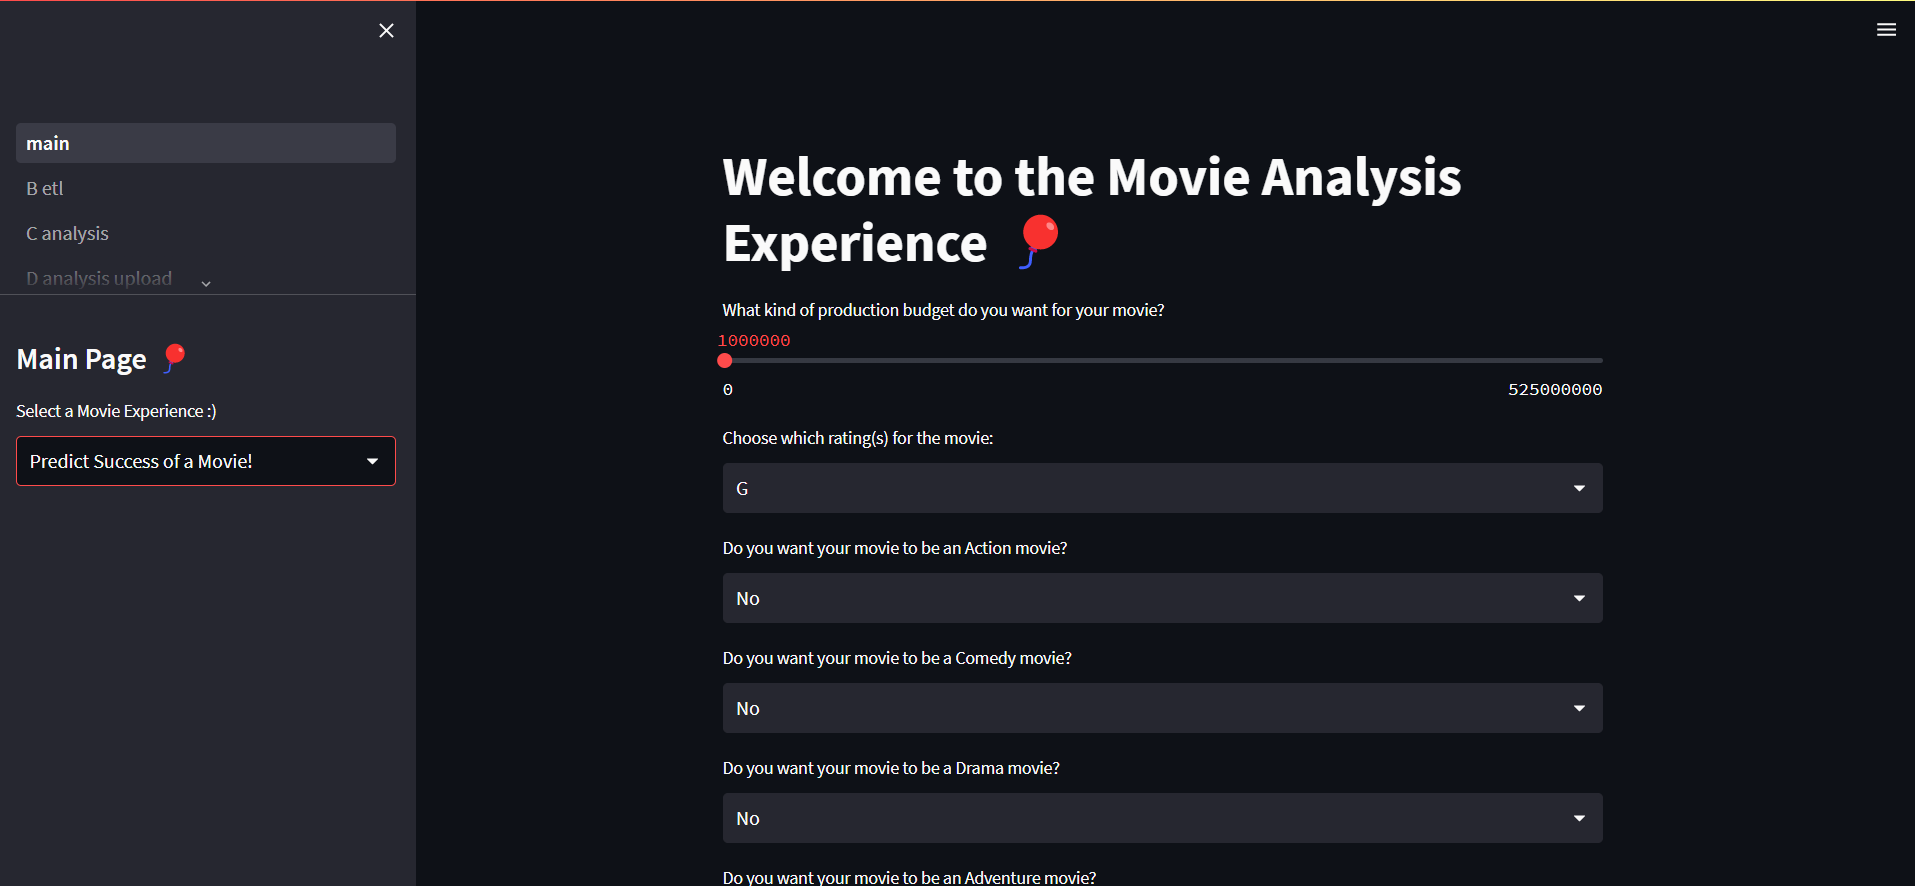 main
B etl
C analysis
D analysis upload
Main Page
Select a Movie Experience :)
Predict Success of a Movie!
Welcome to the Movie Analysis
Experience
What kind of production budget do you want for your movie?
1000000
0 525000000
Choose which rating(s) for the movie:
G
Do you want your movie to be an Action movie?
No
Do you want your movie to be a Comedy movie?
No
Do you want your movie to be a Drama movie?
No
Do you want your movie to be an Adventure movie?